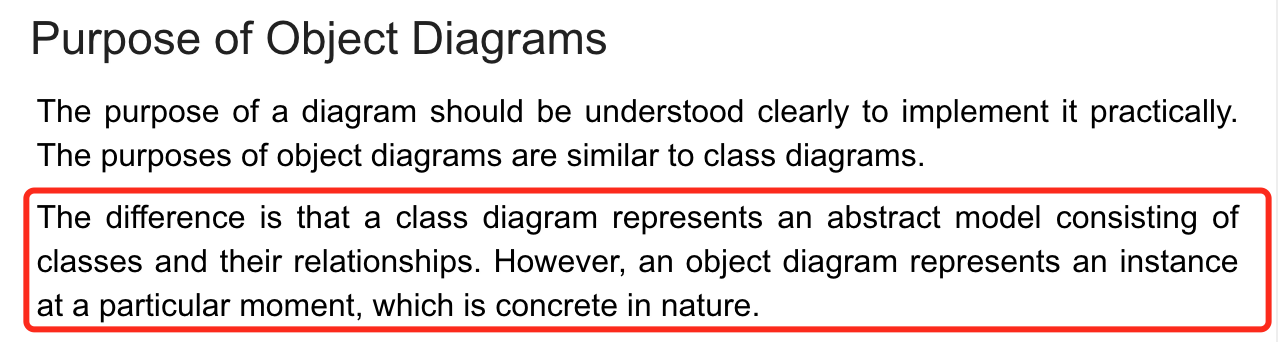 Purpose of Object Diagrams
The purpose of a diagram should be understood clearly to implement it practically.
The purposes of object diagrams are similar to class diagrams.
The difference is that a class diagram represents an abstract model consisting of
classes and their relationships. However, an object diagram represents an instance
at a particular moment, which is concrete in nature.